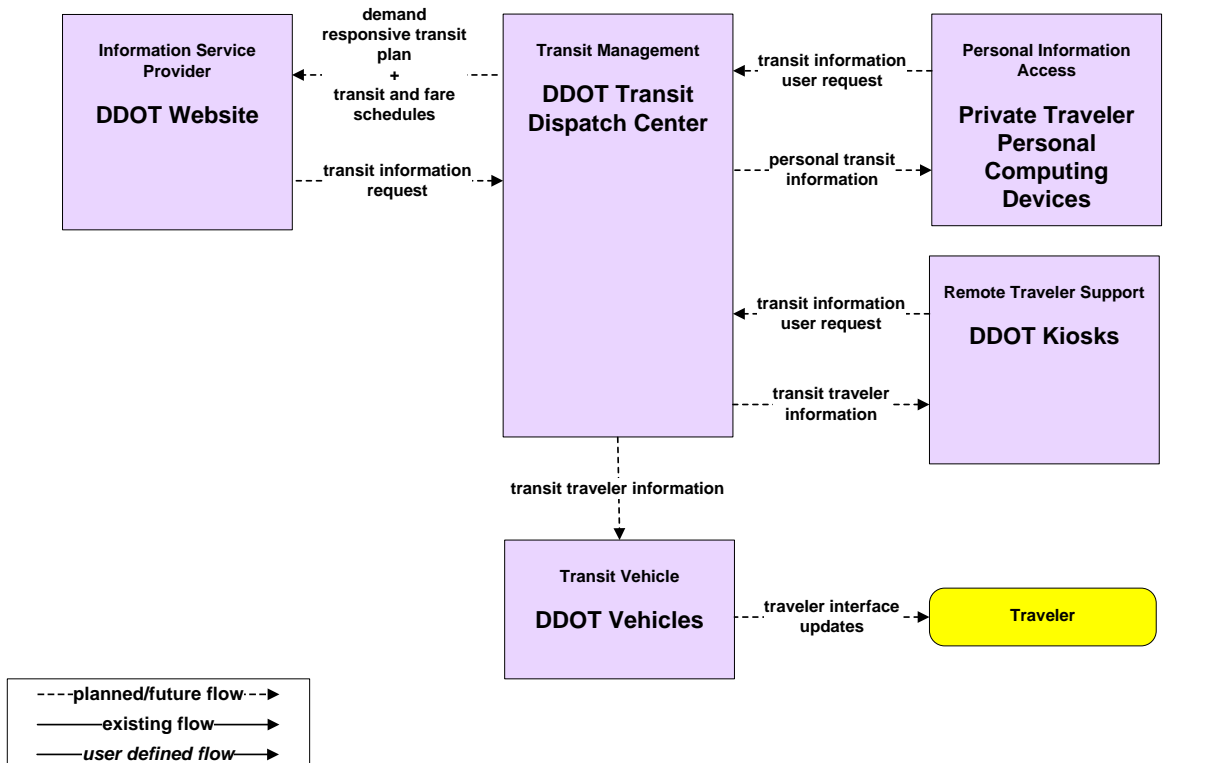 Information Service
Provider
DDOT Website
demand
responsive transit
plan
+
transit and fare
schedules
transit information
request
Transit Management
DDOT Transit
Dispatch Center
transit information
user request
personal transit
information
Personal Information
Access
Private Traveler
Personal
Computing
Devices
transit information
user request
transit traveler
information
Remote Traveler Support
DDOT Kiosks
transit traveler information
Transit Vehicle
DDOT Vehicles
traveler interface
updates
Traveler
planned/future flow
existing flow
user defined flow